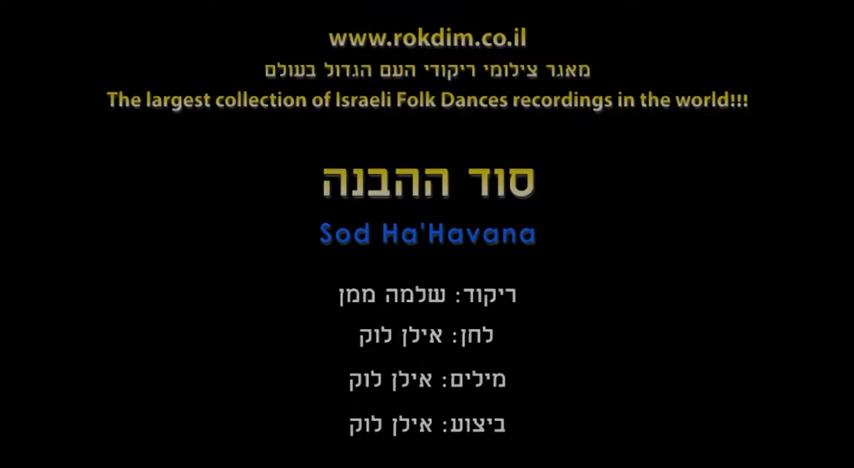 www.rokdim.co.il
מאגר צילומי ריקודי העם הגדול בעולם
The largest collection of Israeli Folk Dances recordings in the world!!!
סוד ההבנה
Sod Ha'Havana
ריקוד: שלמה ממן
לחן: אילן לוק
מילים: אילן לוק
ביצוע: אילן לוק